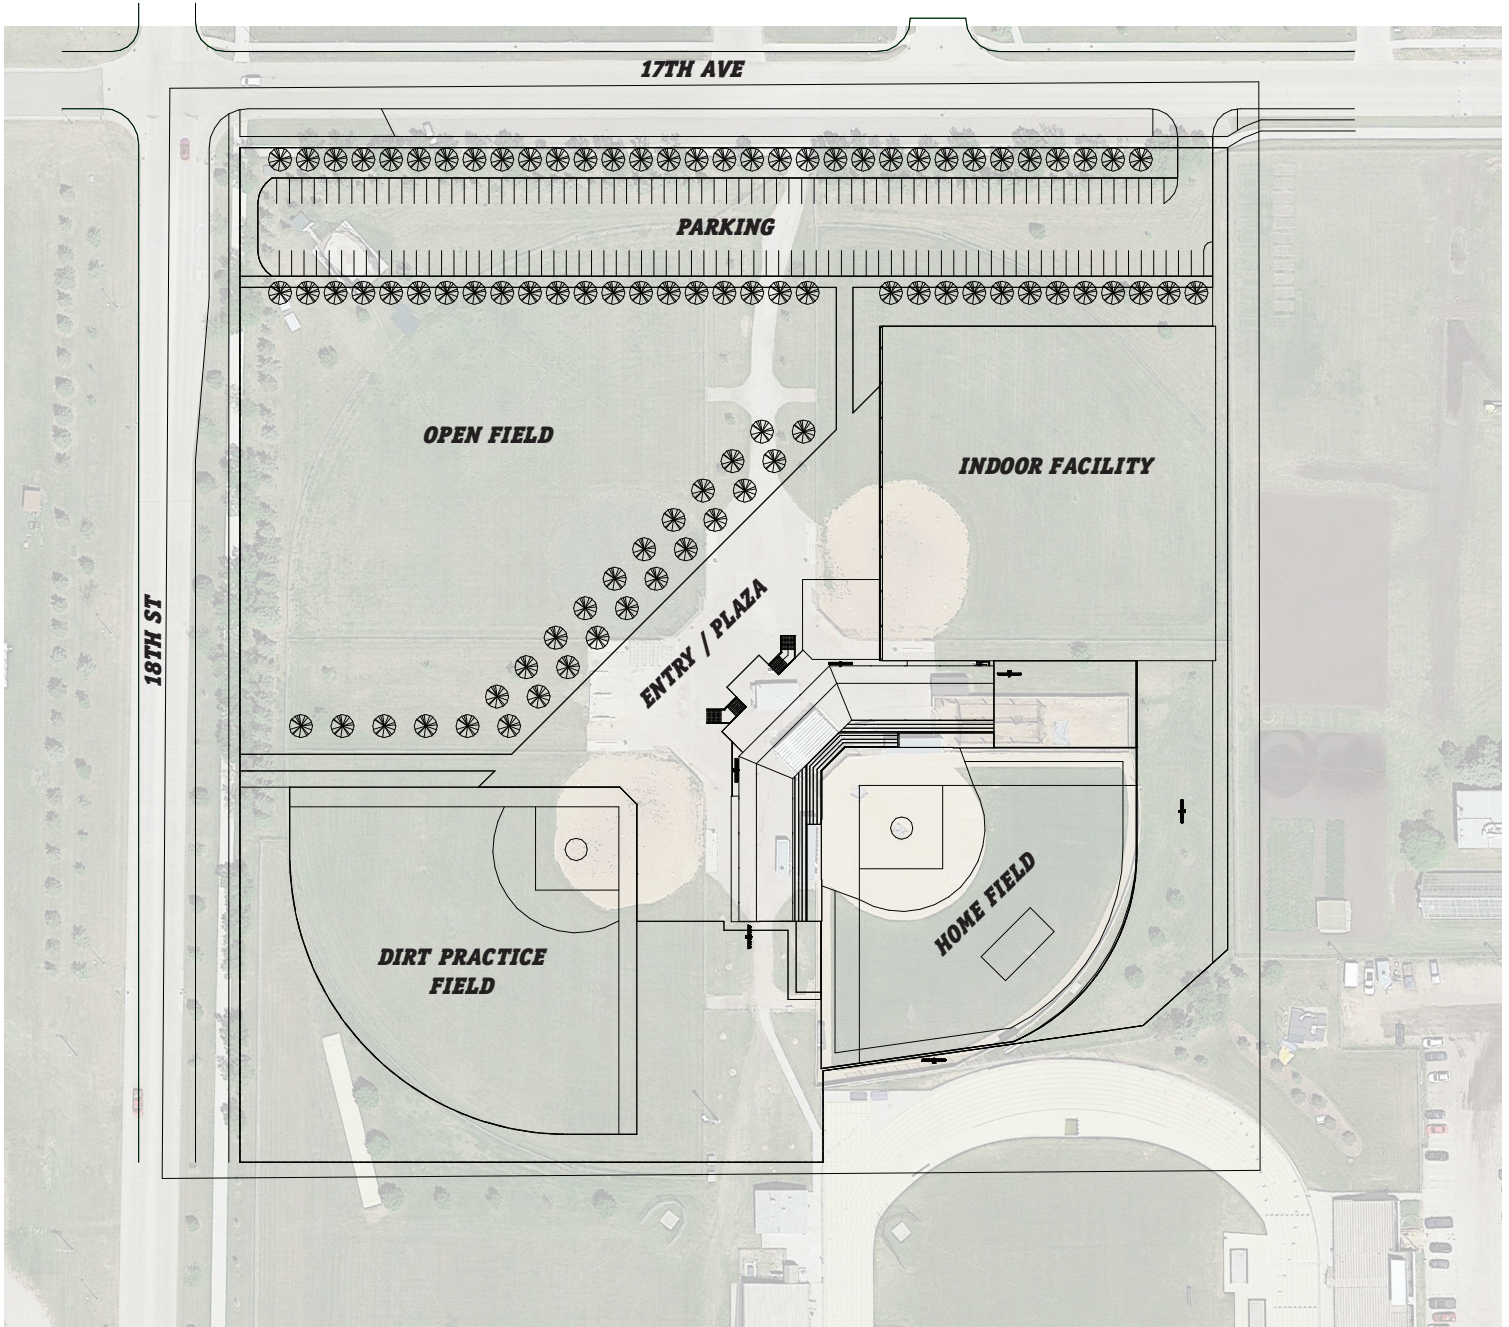 17TH AVE
PARKING
OPEN FIELD
INDOOR FACILITY
18TH ST
ENTRY / PLAZA
HOME FIELD
DIRT PRACTICE
FIELD